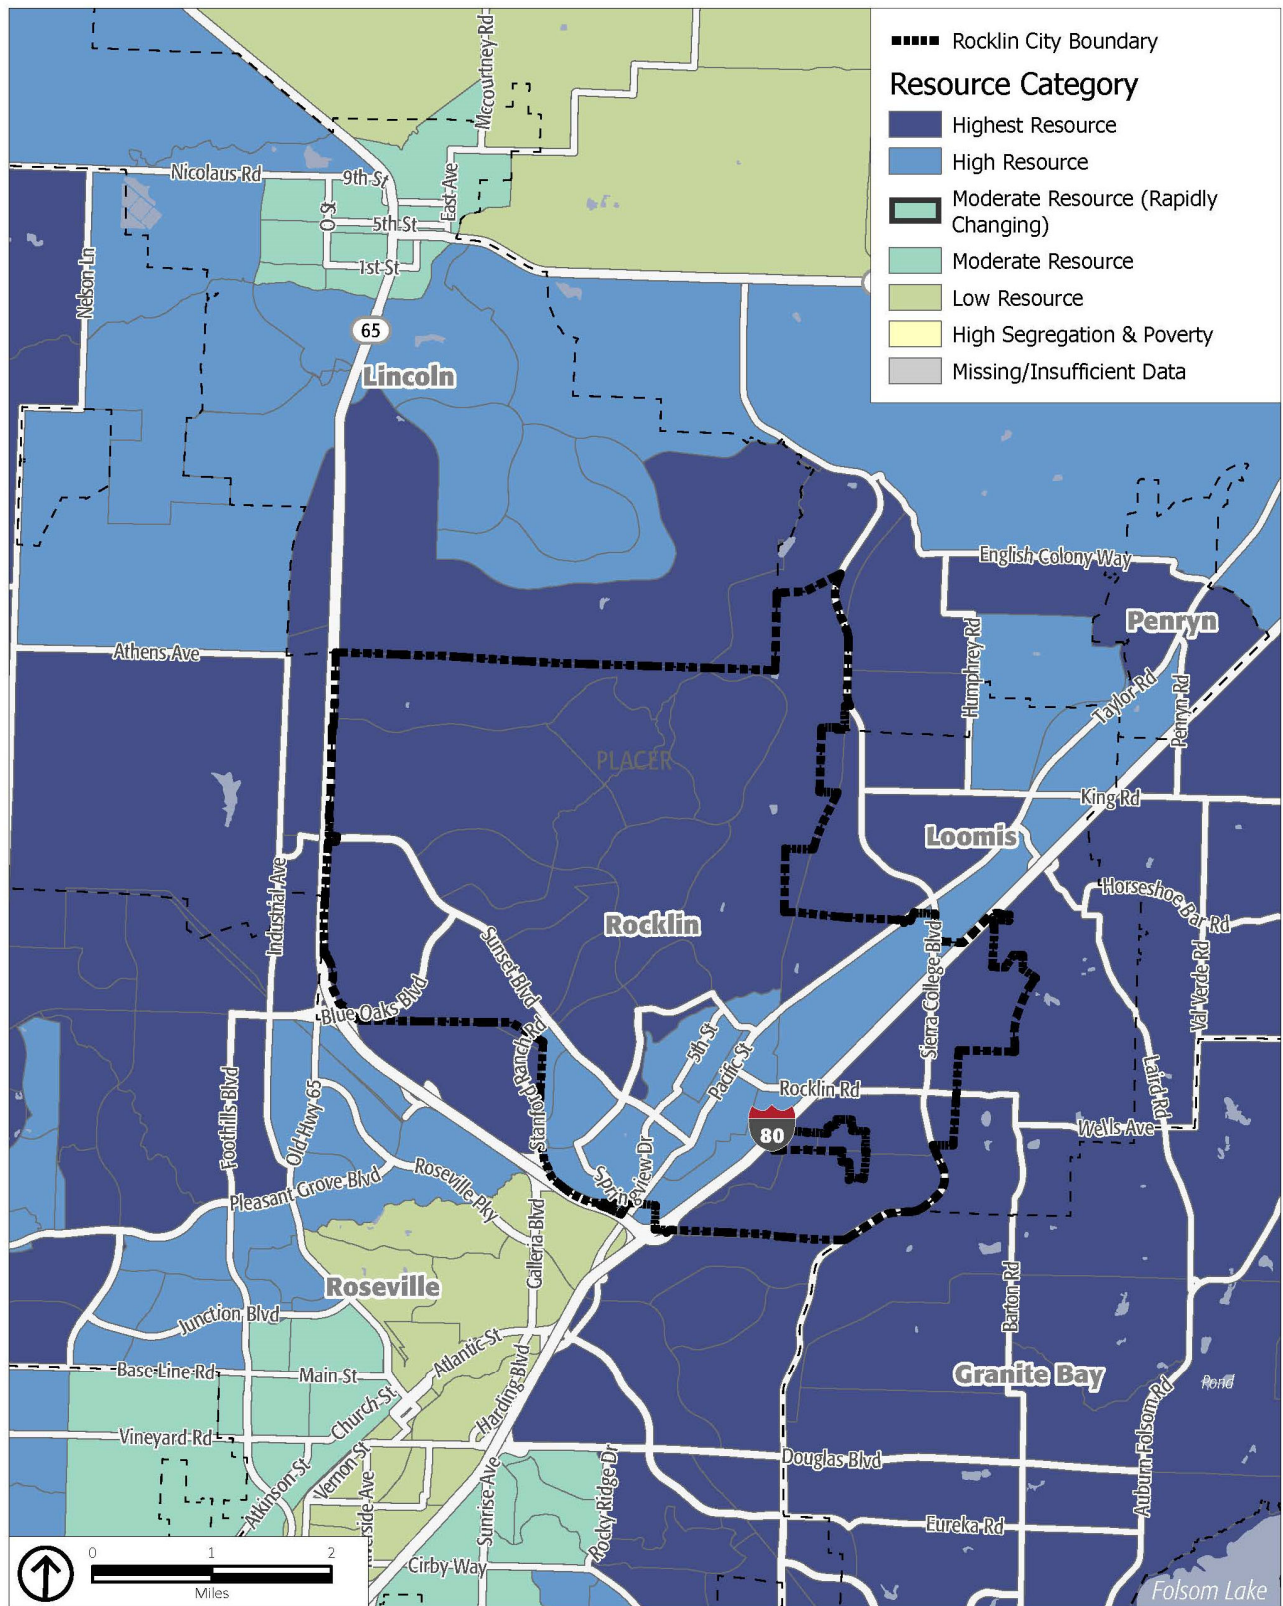 Rocklin City Boundary
Resource Category
Highest Resource
High Resource
Moderate Resource (Rapidly
Changing)
Moderate Resource
Low Resource
High Segregation & Poverty
Missing/Insufficient Data
Mccourtney Rd
Nicolaus Rd
9th St
East Ave
O St
5th St
1st St
Nelson Ln
65
Lincoln
English Colony Way
Penryn
Athens Ave
Humphrey Rd
Taylor Rd
Penryn Rd
PLACER
King Rd
Loomis
Industrial Ave
Horseshoe Bar Rd
Rocklin
Sunset Blvd
Sierra College Blvd
Val Verde Rd
Blue Oaks Blvd
Stanford Ranch Rd
5th St
Pacific St
Rocklin Rd
Laird Rd
Foothills Blvd
Old Hwy 65
80
Wells Ave
Springview Dr
Pleasant Grove Blvd
Roseville Pky
Galleria Blvd
Roseville
Barton Rd
Junction Blvd
Atlantic St
Base Line Rd
Main St
Harding Blvd
Granite Bay
Pond
Church St
Vineyard Rd
Vernon St
Douglas Blvd
Auburn Folsom Rd
Atkinson St
erside Ave
Sunrise Ave
Rocky Ridge Dr
Eureka Rd
Cirby Way
0 1 2
Miles
Folsom Lake